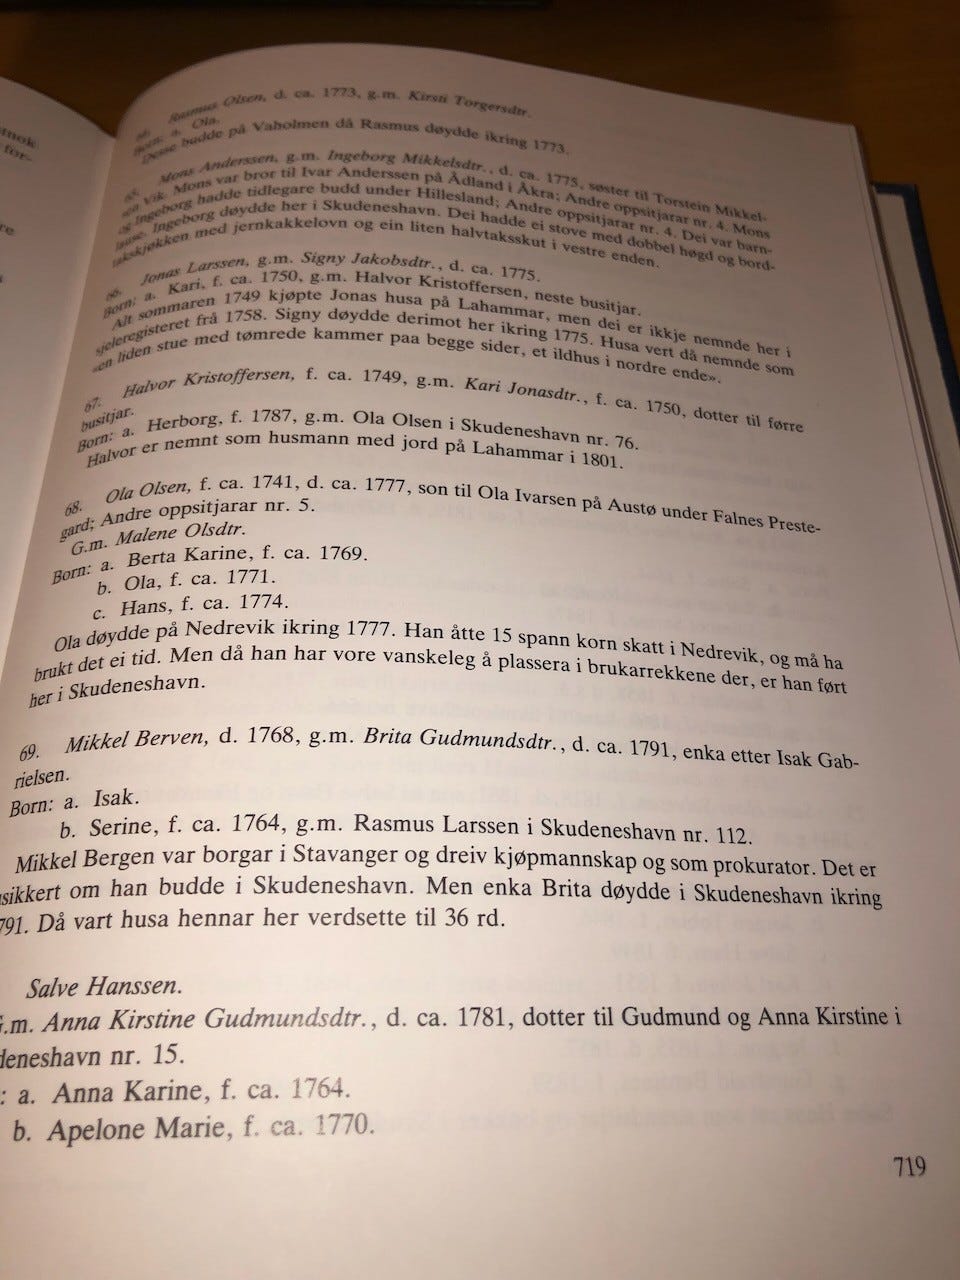 Rasmus Olsen, d. ca. 1773, g.m. Kirsti Torgersdtr.
Born: a. Ola.
Desse budde på Vaholmen då Rasmus døydde ikring 1773.
65. Mons Anderssen, g.m. Ingeborg Mikkelsdtr., d. ca. 1775, søster til Torstein Mikkel-
sen Vik. Mons var bror til Ivar Anderssen på Ådland i Åkra; Andre oppsitjarar nr. 4. Mons
og Ingeborg hadde tidlegare budd under Hillesland; Andre oppsitjarar nr. 4. Dei var barn-
lause. Ingeborg døydde her i Skudeneshavn. Dei hadde ei stove med dobbel høgd og bord-
takskjøkken med jernkakkelovn og ein liten halvtaksskut i vestre enden.
66. Jonas Larssen, g.m. Signy Jakobsdtr., d. ca. 1775.
Born: a. Kari, f. ca. 1750, g.m. Halvor Kristoffersen, neste busitjar.
Alt sommaren 1749 kjøpte Jonas husa på Lahammar, men dei er ikkje nemnde her i
sjeleregisteret frå 1758. Signy døydde derimot her ikring 1775. Husa vert då nemnde som
«en liden stue med tømrede kammer paa begge sider, et ildhus i nordre ende».
67. Halvor Kristoffersen, f. ca. 1749, g.m. Kari Jonasdtr., f. ca. 1750, dotter til førre
busitjar.
Born: a. Herborg, f. 1787, g.m. Ola Olsen i Skudeneshavn nr. 76.
Halvor er nemnt som husmann med jord på Lahammar i 1801.
68. Ola Olsen, f. ca. 1741, d. ca. 1777, son til Ola Ivarsen på Austø under Falnes Preste-
gard; Andre oppsitjarar nr. 5.
G.m. Malene Olsdtr.
Born: a. Berta Karine, f. ca. 1769.
b. Ola, f. ca. 1771.
c. Hans, f. ca. 1774.
Ola døydde på Nedrevik ikring 1777. Han åtte 15 spann korn skatt i Nedrevik, og må ha
brukt det ei tid. Men då han har vore vanskeleg å plassera i brukarrekkene der, er han ført
her i Skudeneshavn.
69. Mikkel Berven, d. 1768, g.m. Brita Gudmundsdtr., d. ca. 1791, enka etter Isak Gab-
rielsen.
Born: a. Isak.
b. Serine, f. ca. 1764, g.m. Rasmus Larssen i Skudeneshavn nr. 112.
Mikkel Bergen var borgar i Stavanger og dreiv kjøpmannskap og som prokurator. Det er
usikkert om han budde i Skudeneshavn. Men enka Brita døydde i Skudeneshavn ikring
1791. Då vart husa hennar her verdsette til 36 rd.
Salve Hanssen.
G.m. Anna Kirstine Gudmundsdtr., d. ca. 1781, dotter til Gudmund og Anna Kirstine i
deneshavn nr. 15.
: a. Anna Karine, f. ca. 1764.
b. Apelone Marie, f. ca. 1770.
719